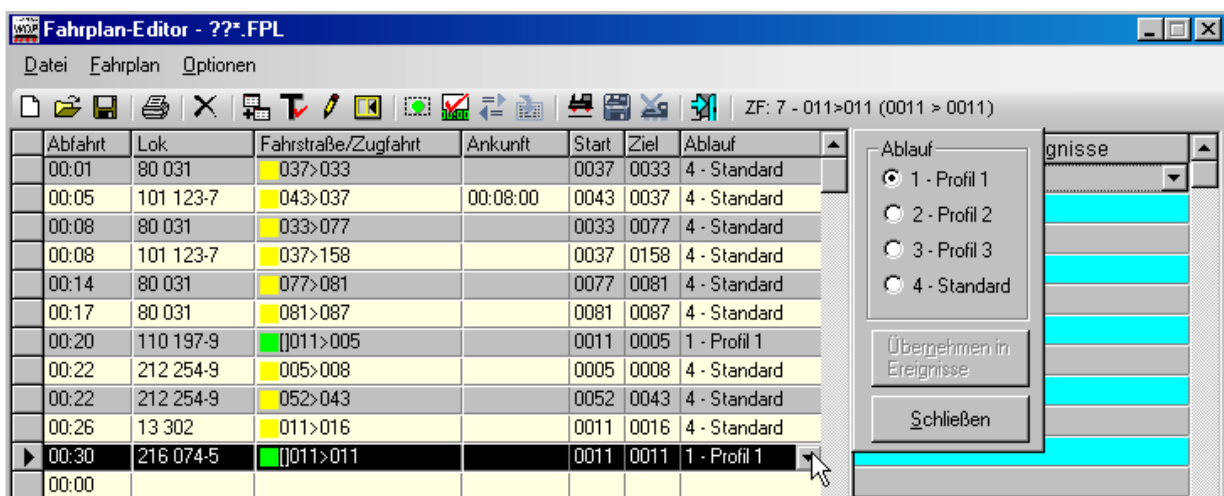 WDP Fahrplan-Editor - ??*.FPL
Datei Fahrplan Optionen
ZF: 7 - 011>011 (0011 > 0011)
Abfahrt Lok Fahrstraße/Zugfahrt Ankunft Start Ziel Ablauf
00:01 80 031 037>033 0037 0033 4 - Standard
00:05 101 123-7 043>037 00:08:00 0043 0037 4 - Standard
00:08 80 031 033>077 0033 0077 4 - Standard
00:08 101 123-7 037>158 0037 0158 4 - Standard
00:14 80 031 077>081 0077 0081 4 - Standard
00:17 80 031 081>087 0081 0087 4 - Standard
00:20 110 197-9 []011>005 0011 0005 1 - Profil 1
00:22 212 254-9 005>008 0005 0008 4 - Standard
00:22 212 254-9 052>043 0052 0043 4 - Standard
00:26 13 302 011>016 0011 0016 4 - Standard
00:30 216 074-5 []011>011 0011 0011 1 - Profil 1
00:00
Ablauf
1 - Profil 1
2 - Profil 2
3 - Profil 3
4 - Standard
Übernehmen in
Ereignisse
Schließen
gnisse